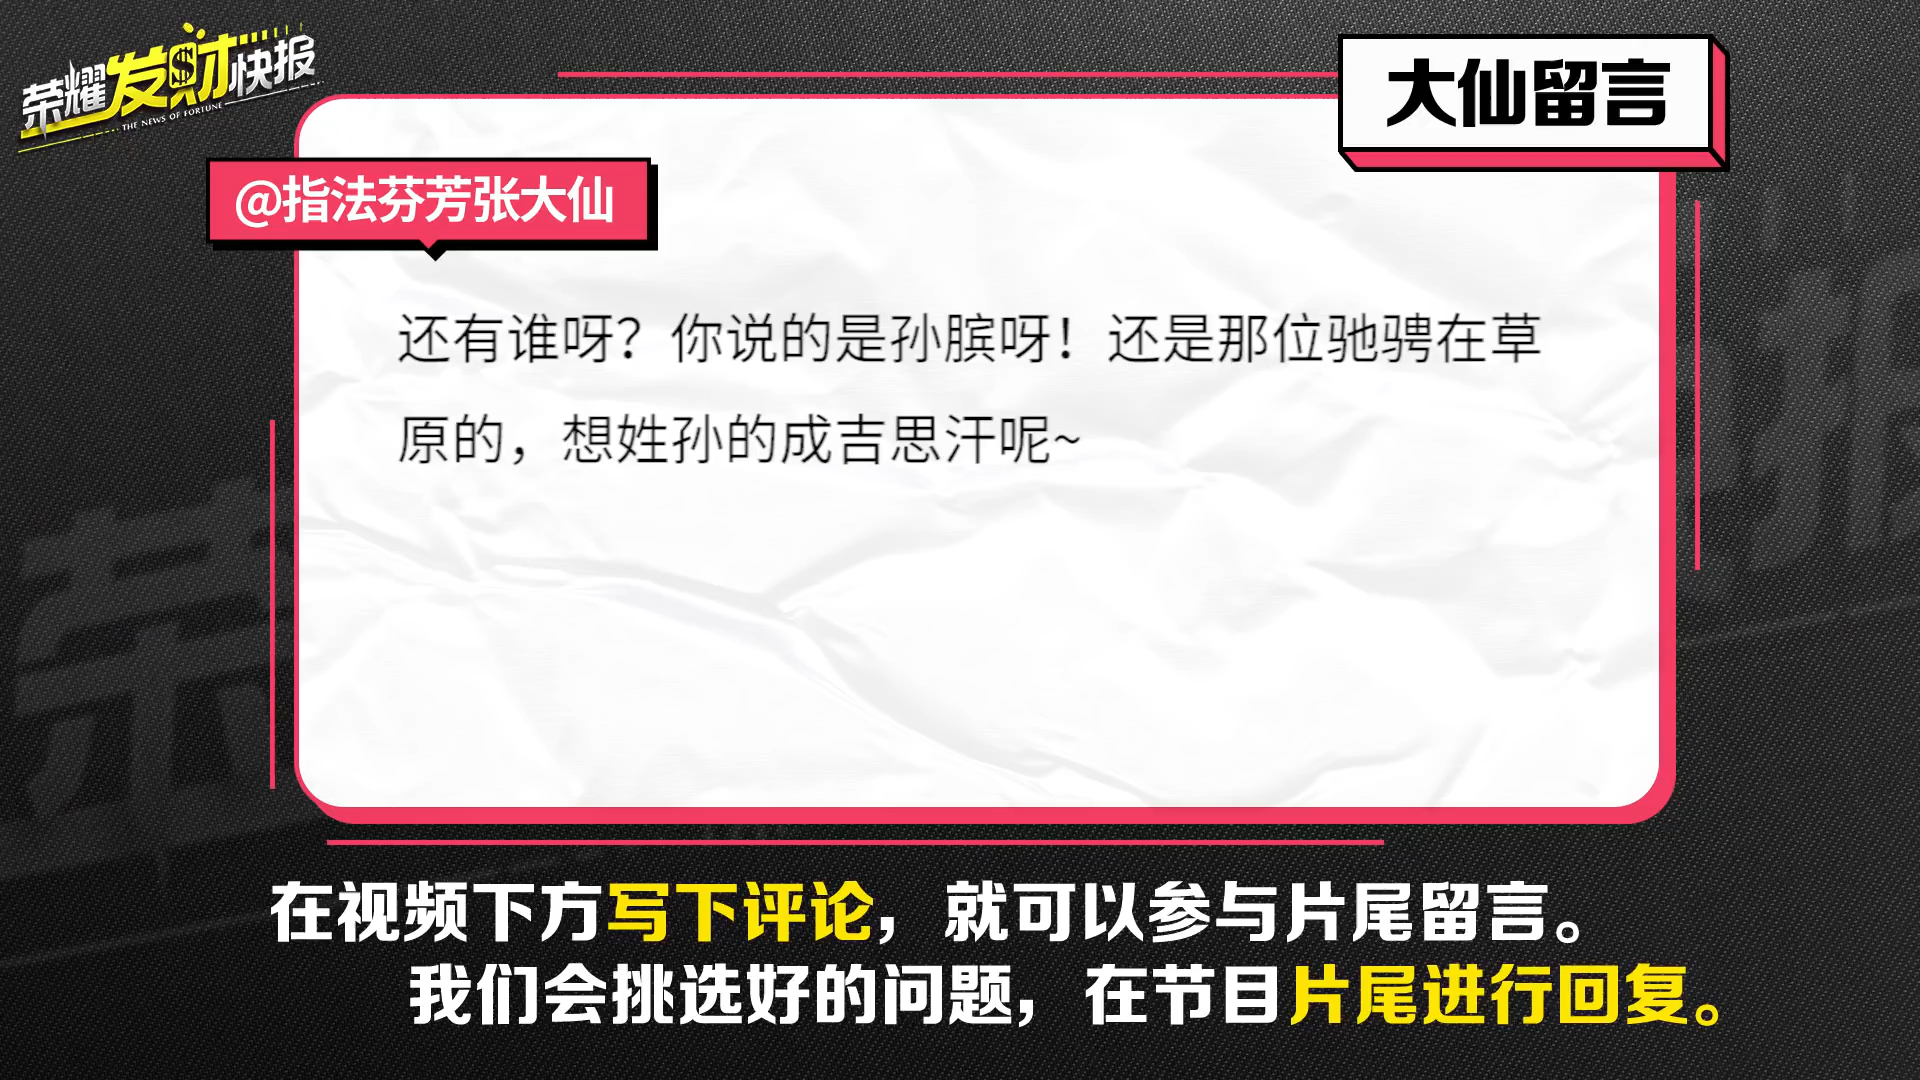 荣耀发财快报
THE NEWS OF FORTUNE
大仙留言
@指法芬芳张大仙
还有谁呀？你说的是孙膑呀！还是那位驰骋在草
原的，想姓孙的成吉思汗呢~
在视频下方写下评论，就可以参与片尾留言。
我们会挑选好的问题，在节目片尾进行回复。